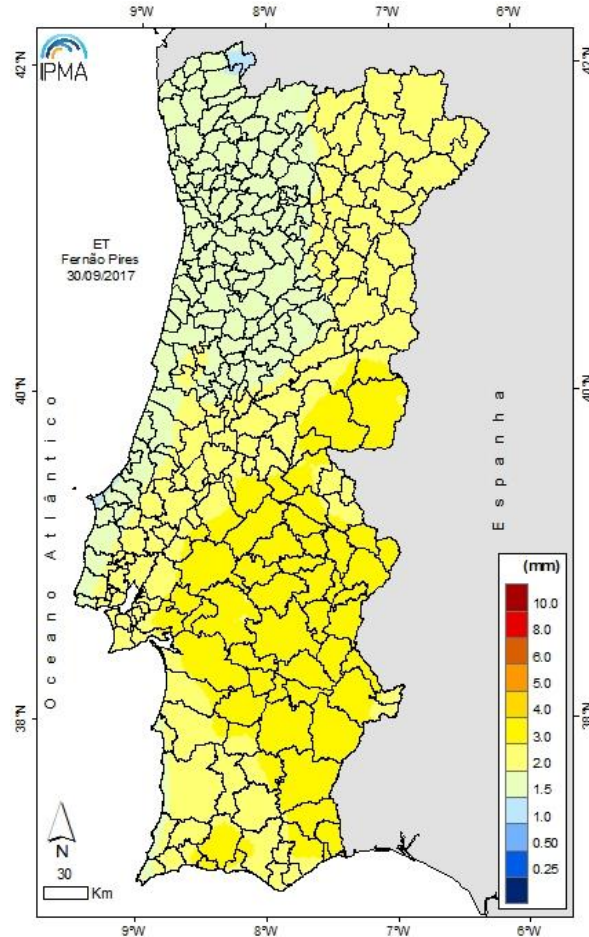 9°W 8°W 7°W 6°W
IPMA
42°N 42°N
ET
Fernão Pires
30/09/2017
40°N 40°N
Oceano Atlântico
Espanha
(mm)
10.0
8.0
6.0
5.0
4.0
3.0
38°N 38°N
2.0
1.5
1.0
0.50
0.25
N
30
Km
9°W 8°W 7°W 6°W